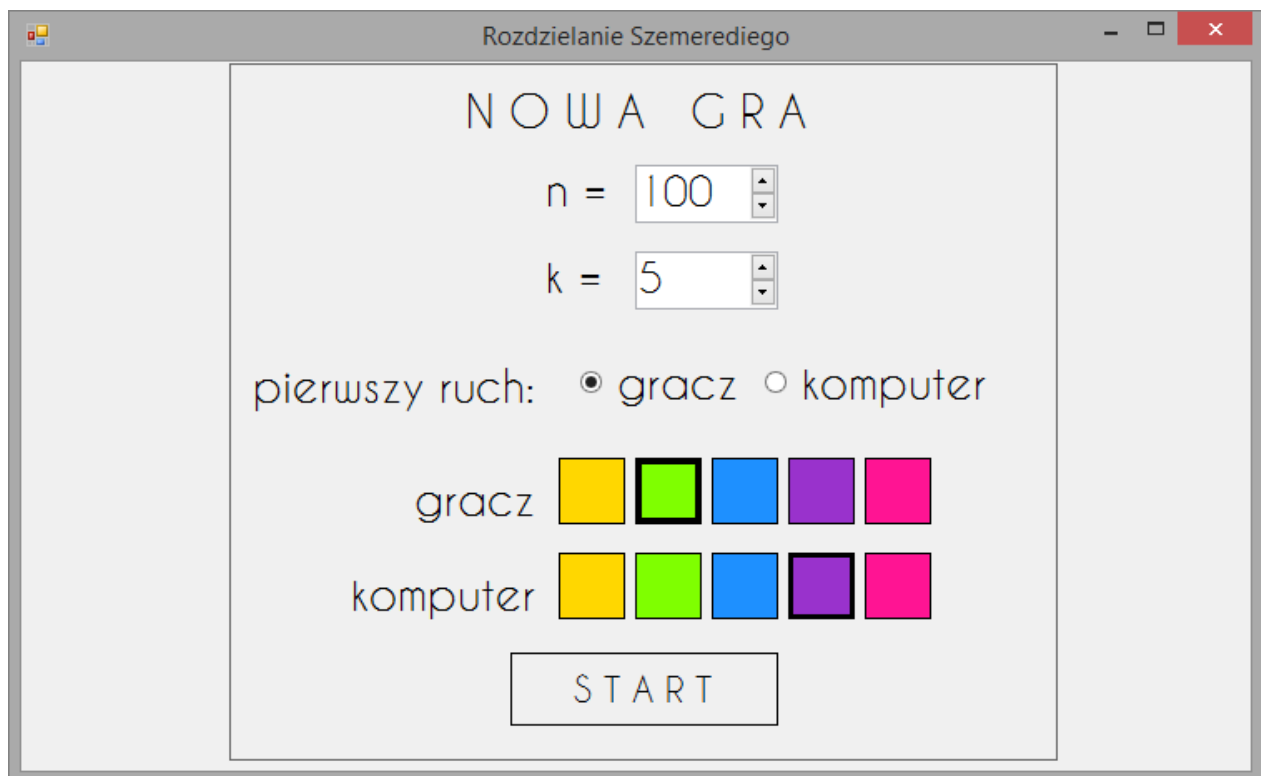 Rozdzielanie Szemerediego
NOWA GRA
n = 100
k = 5
pierwszy ruch: gracz komputer
gracz
komputer
START